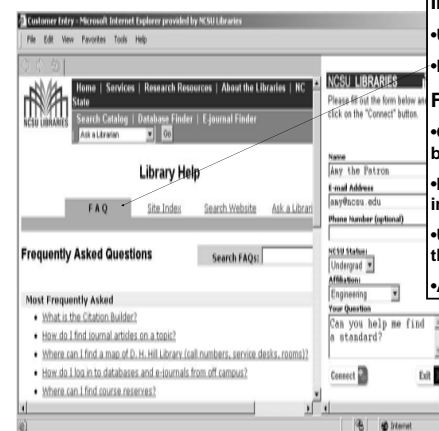 Customer Entry - Microsoft Internet Explorer provided by NCSU Libraries
File Edit View Favorites Tools Help
NCSU LIBRARIES
Home | Services | Research Resources | About the Libraries | NC
State
Search Catalog | Database Finder | E-journal Finder
Ask a Librarian Go
Library Help
FAQ Site Index Search Website Ask a Librari
Frequently Asked Questions Search FAQs:
Most Frequently Asked
• What is the Citation Builder?
• How do I find journal articles on a topic?
• Where can I find a map of D. H. Hill Library (call numbers, service desks, rooms)?
• How do I log in to databases and e-journals from off campus?
• Where can I find course reserves?
NCSU LIBRARIES
Please fill out the form below an
click on the "Connect" button.
Name
Amy the Patron
E-mail Address
amy@ncsu.edu
Phone Number (optional)
NCSU Status:
Undergrad
Affiliation:
Engineering
Your Question
Can you help me find
a standard?
Connect Exit
Internet